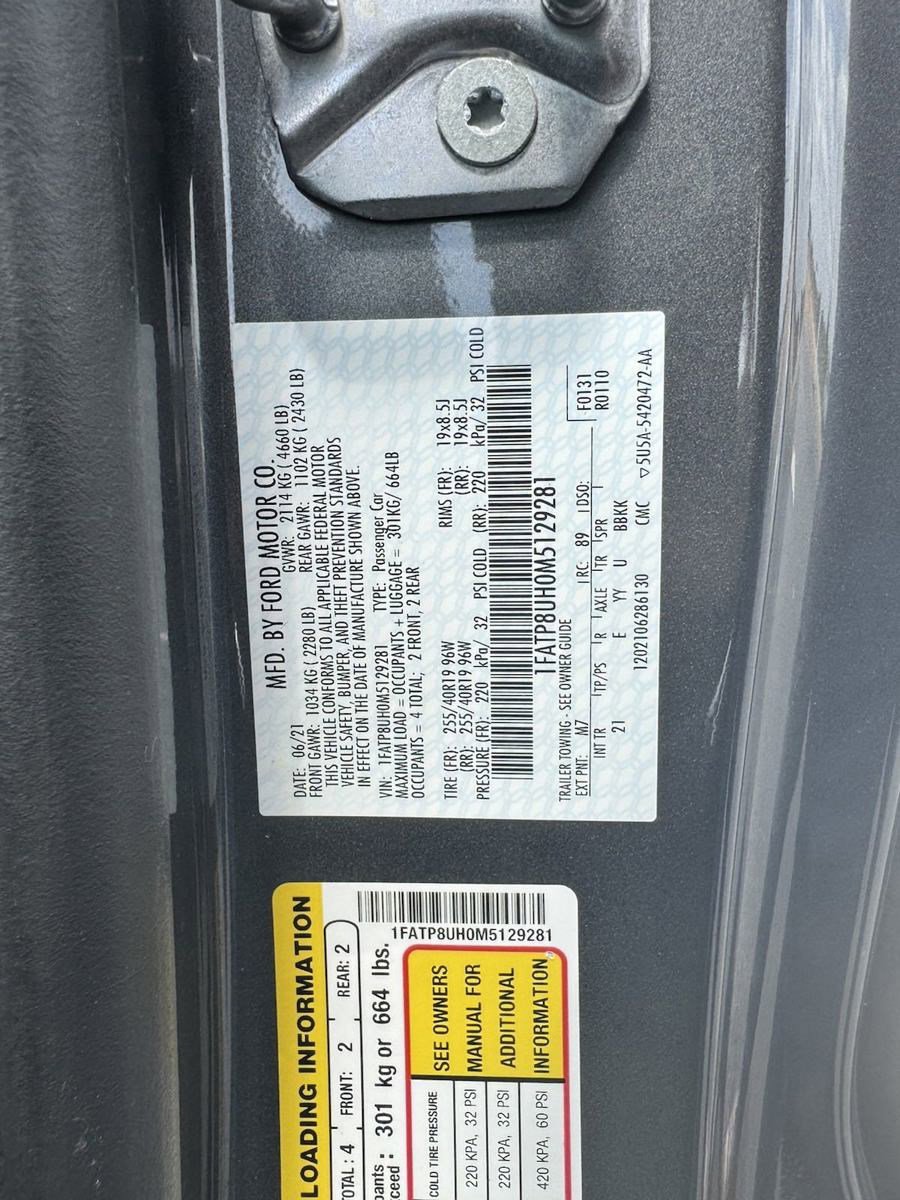 MFD. BY FORD MOTOR CO.
DATE: 06/21 GVWR: 2114 KG ( 4660 LB)
FRONT GAWR: 1034 KG ( 2280 LB) REAR GAWR: 1102 KG ( 2430 LB)
THIS VEHICLE CONFORMS TO ALL APPLICABLE FEDERAL MOTOR
VEHICLE SAFETY, BUMPER, AND THEFT PREVENTION STANDARDS
IN EFFECT ON THE DATE OF MANUFACTURE SHOWN ABOVE.
VIN: 1FATP8UH0M5129281 TYPE: Passenger Car
MAXIMUM LOAD = OCCUPANTS + LUGGAGE = 301KG/ 664LB
OCCUPANTS = 4 TOTAL; 2 FRONT, 2 REAR
TIRE (FR): 255/40R19 96W RIMS (FR): 19x8.5J
(RR): 255/40R19 96W (RR): 19x8.5J
PRESSURE (FR): 220 kPa/ 32 PSI COLD (RR): 220 kPa/ 32 PSI COLD
1FATP8UH0M5129281
TRAILER TOWING - SEE OWNER GUIDE
EXT PNT: M7 RC: 89 DSO: F0131
INT TR TP/PS R AXLE TR SPR R0110
21 E YY U BBKK
1202106286130 CMC ▽5U5A-5420472-AA
LOADING INFORMATION
TOTAL: 4 FRONT: 2 REAR: 2
pants :
ceed : 301 kg or 664 lbs.
1FATP8UH0M5129281
COLD TIRE PRESSURE
220 KPA, 32 PSI
220 KPA, 32 PSI
420 KPA, 60 PSI
SEE OWNERS
MANUAL FOR
ADDITIONAL
INFORMATION